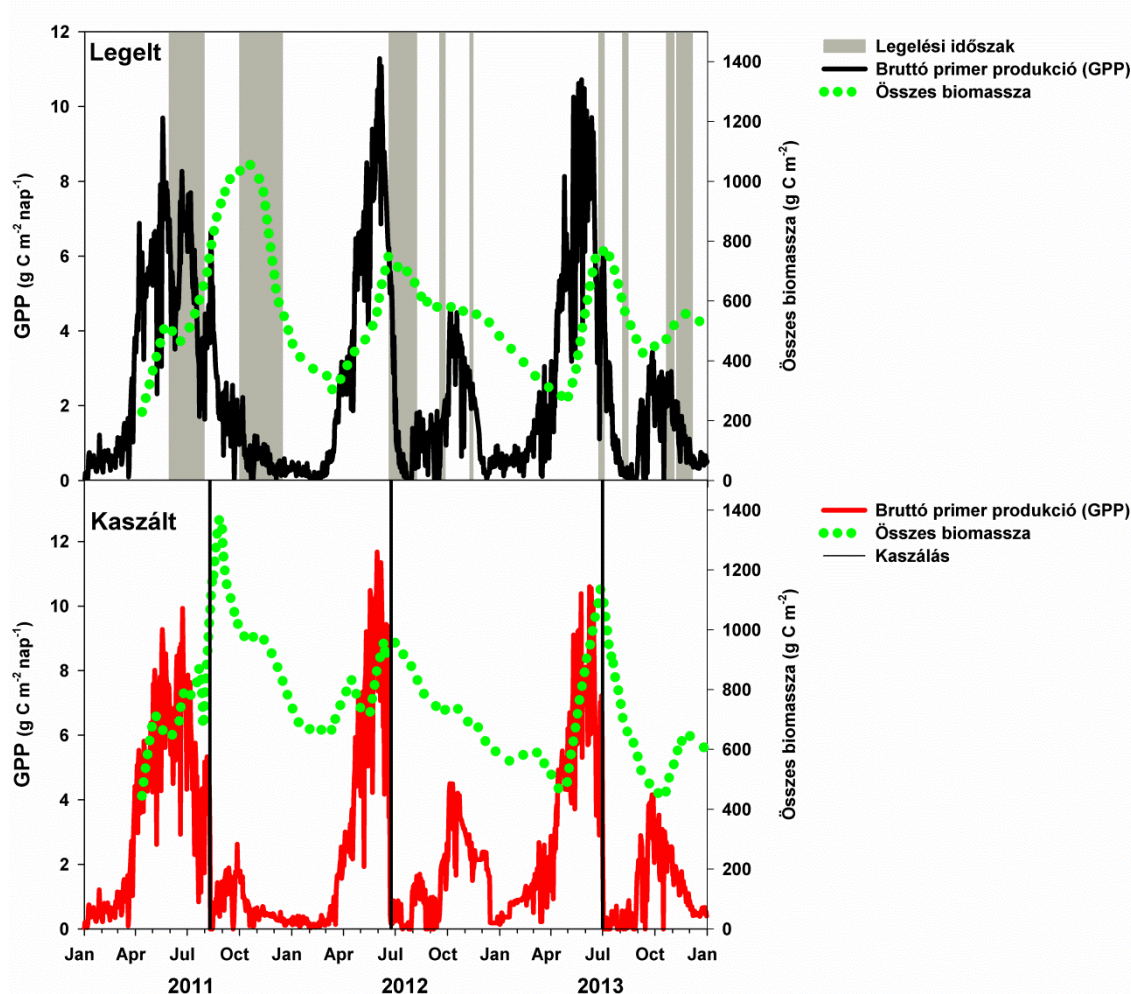 Legelt
12
10
8
6
4
2
0
GPP (g C m-2 nap-1)
1400
1200
1000
800
600
400
200
0
Összes biomassza (g C m-2)
Legelési időszak
Bruttó primer produkció (GPP)
Összes biomassza
Kaszált
12
10
8
6
4
2
0
GPP (g C m-2 nap-1)
1400
1200
1000
800
600
400
200
0
Összes biomassza (g C m-2)
Bruttó primer produkció (GPP)
Összes biomassza
Kaszálás
Jan Apr Jul Oct Jan Apr Jul Oct Jan Apr Jul Oct Jan
2011 2012 2013